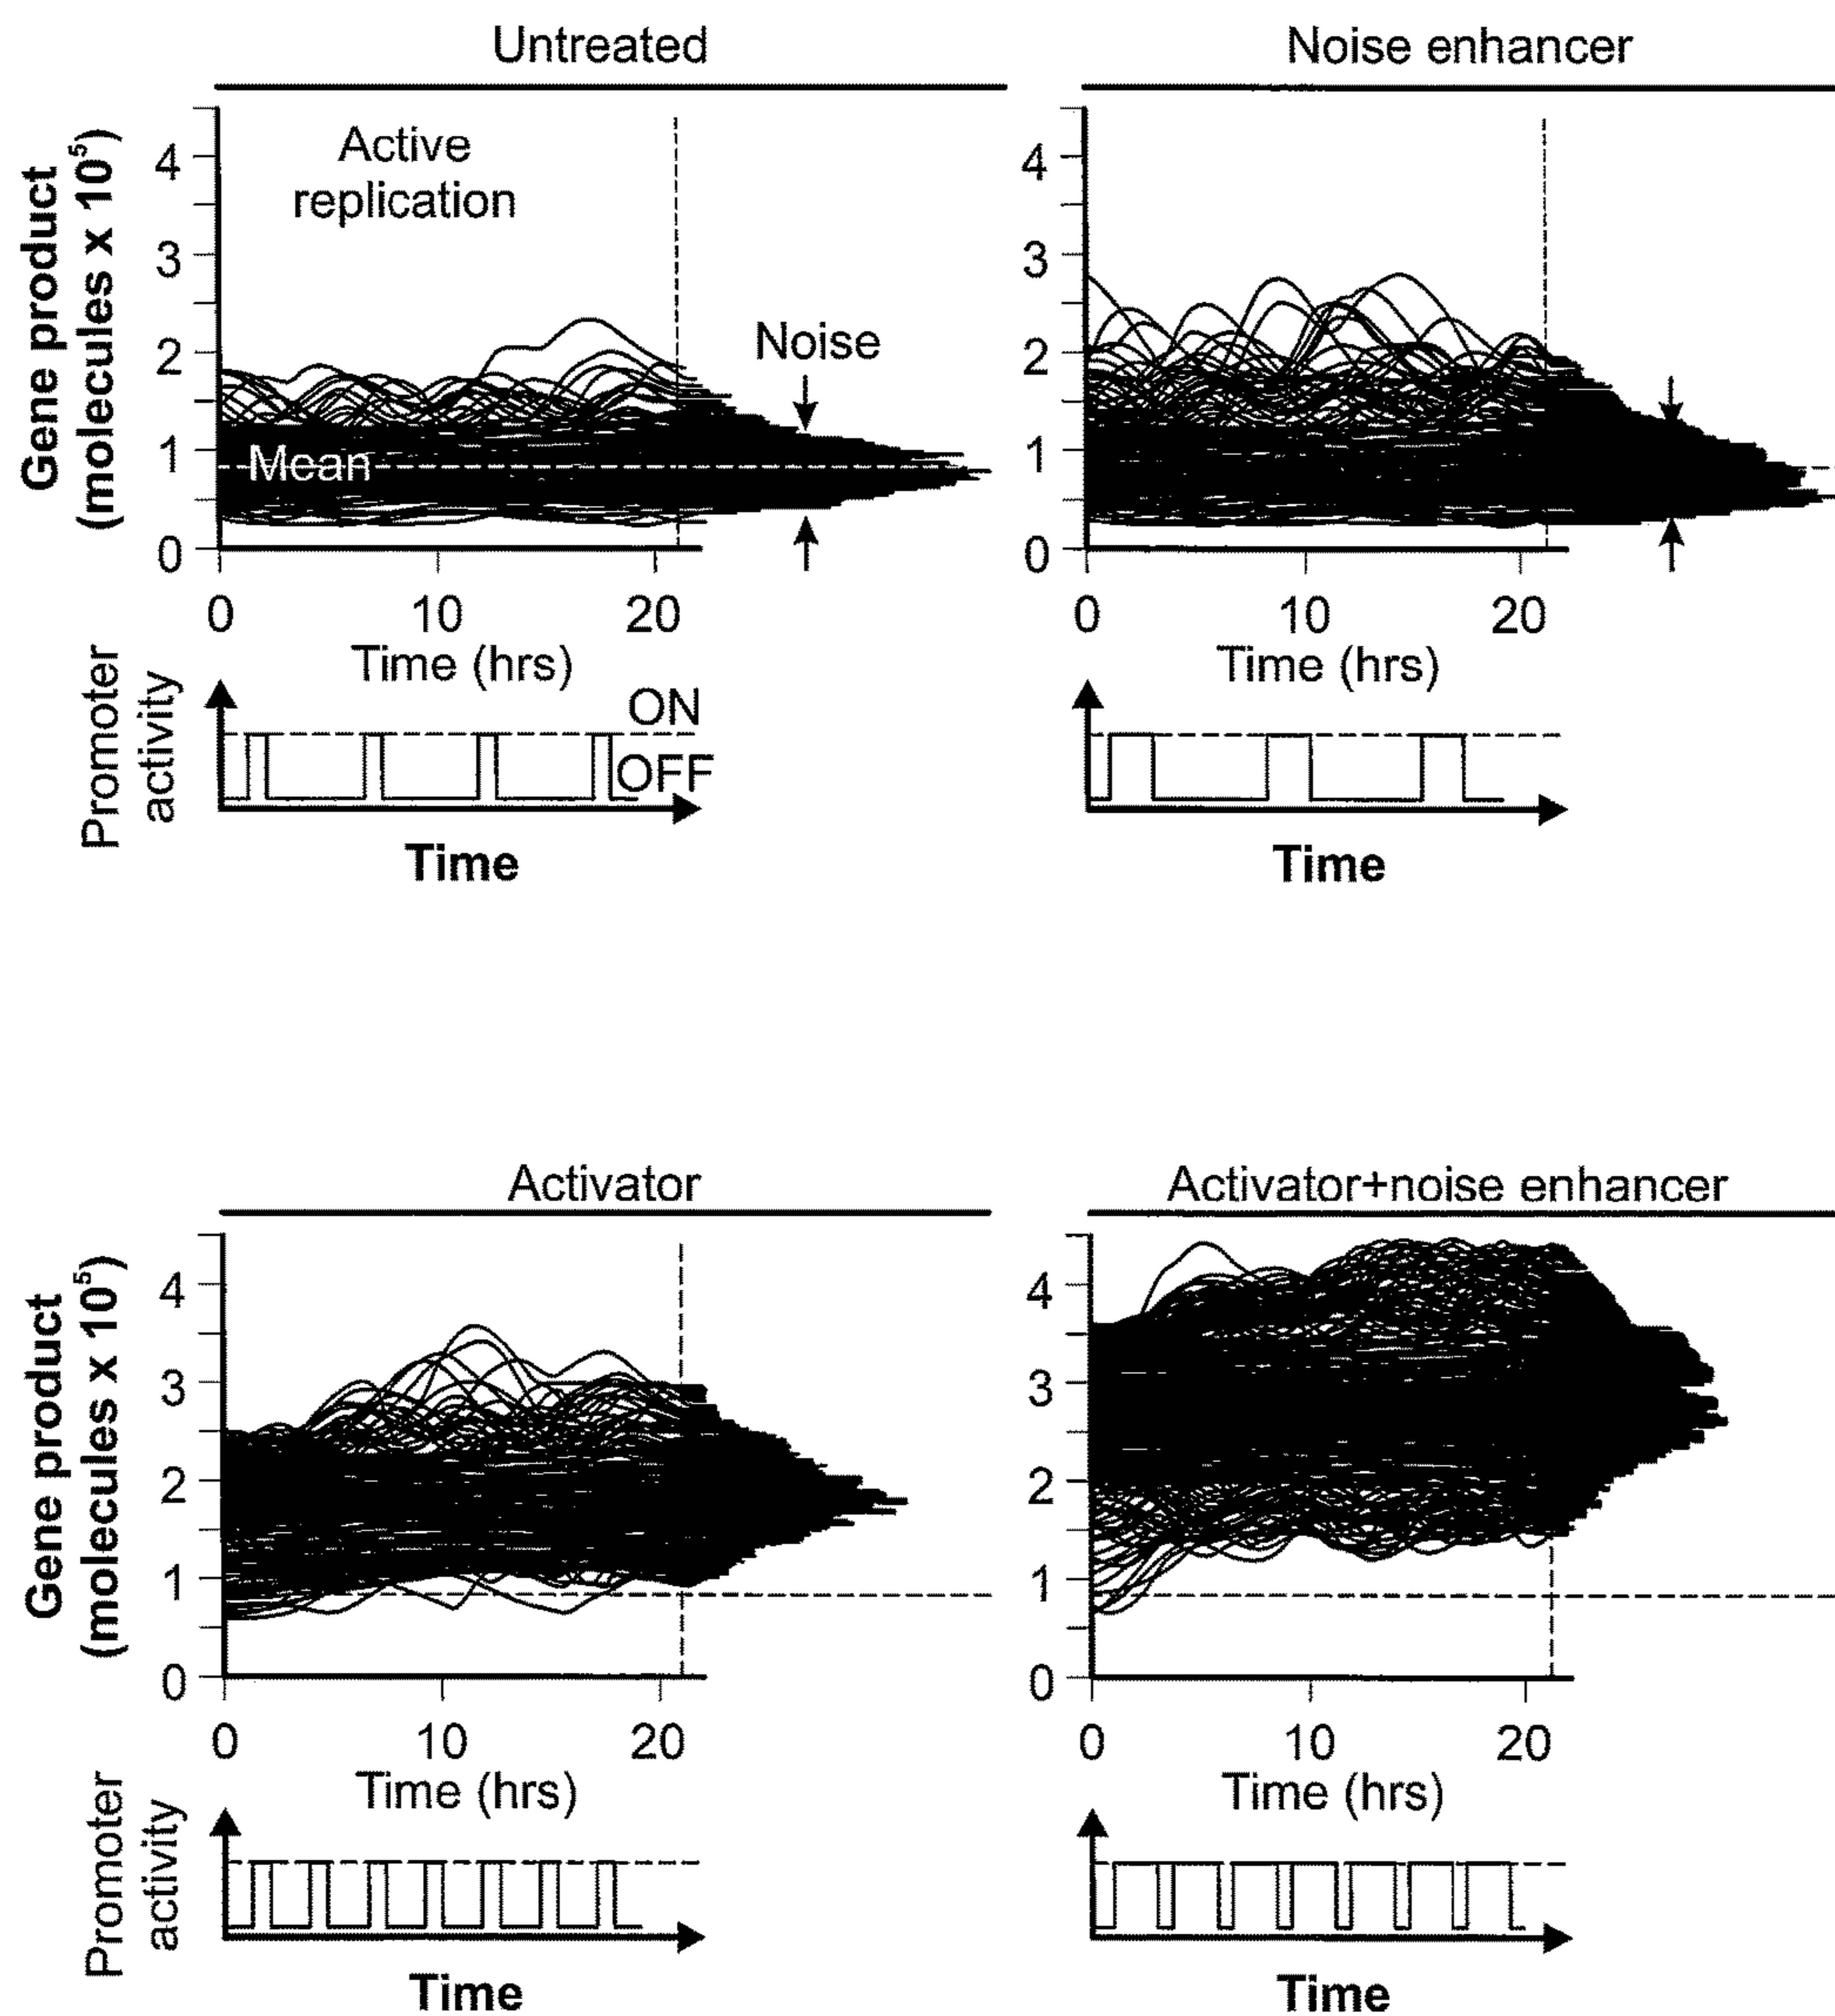 Untreated
Noise enhancer
Gene product
(molecules x 10⁵)
4
3
2
1
0
Active
replication
Noise
Mean
0
10
20
Time (hrs)
4
3
2
1
0
0
10
20
Time (hrs)
Promoter
activity
ON
OFF
Time
Time
Activator
Activator+noise enhancer
Gene product
(molecules x 10⁵)
4
3
2
1
0
0
10
20
Time (hrs)
4
3
2
1
0
0
10
20
Time (hrs)
Promoter
activity
Time
Time